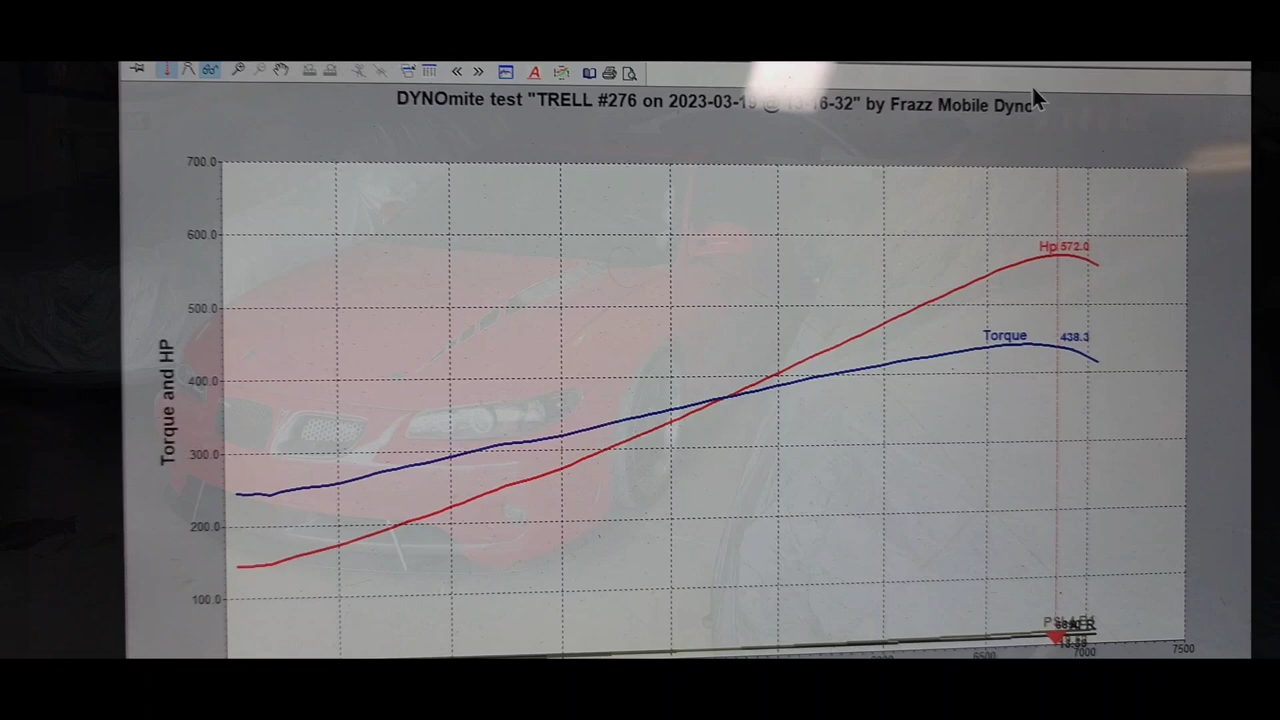 DYNOmite test "TRELL #276 on 2023-03-1 @ -16-32" by Frazz Mobile Dyno
700.0
600.0
Hp 572.0
500.0
Torque 438.3
400.0
Torque and HP
300.0
200.0
100.0
6500 7000 7500